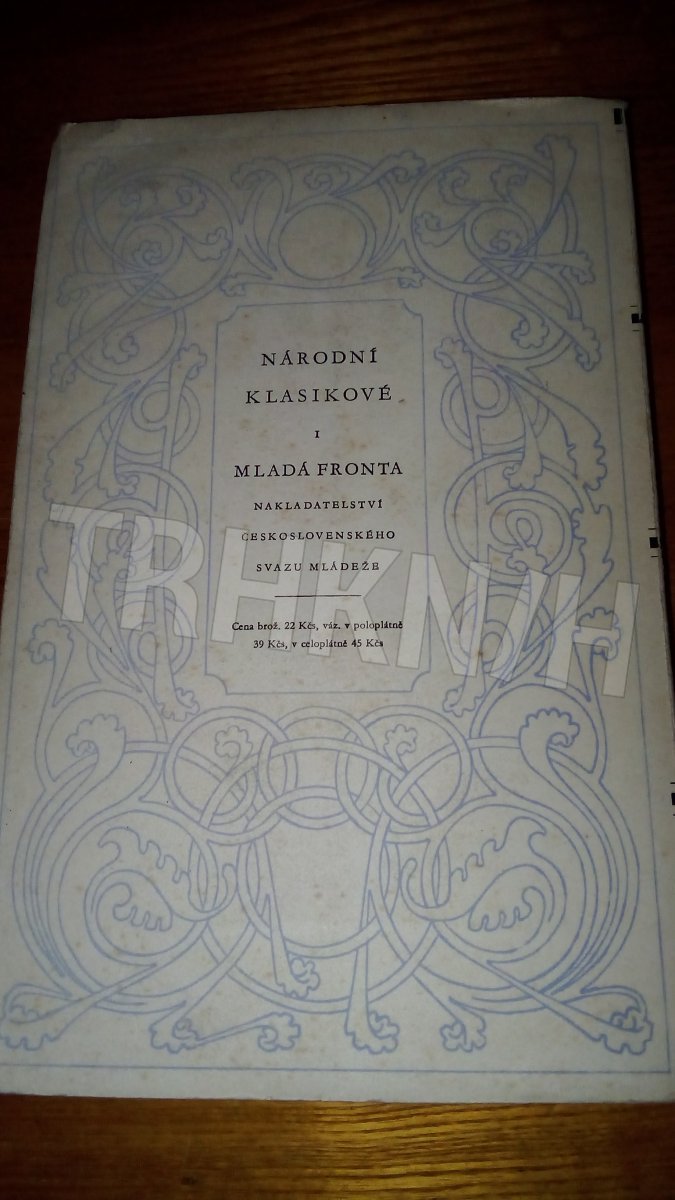 NÁRODNÍ
KLASIKOVÉ
I
MLADÁ FRONTA
NAKLADATELSTVÍ
ČESKOSLOVENSKÉHO
SVAZU MLÁDEŽE
Cena brož. 22 Kčs, váz. v poloplátně
39 Kčs, v celoplátně 45 Kčs
TRHKNIH